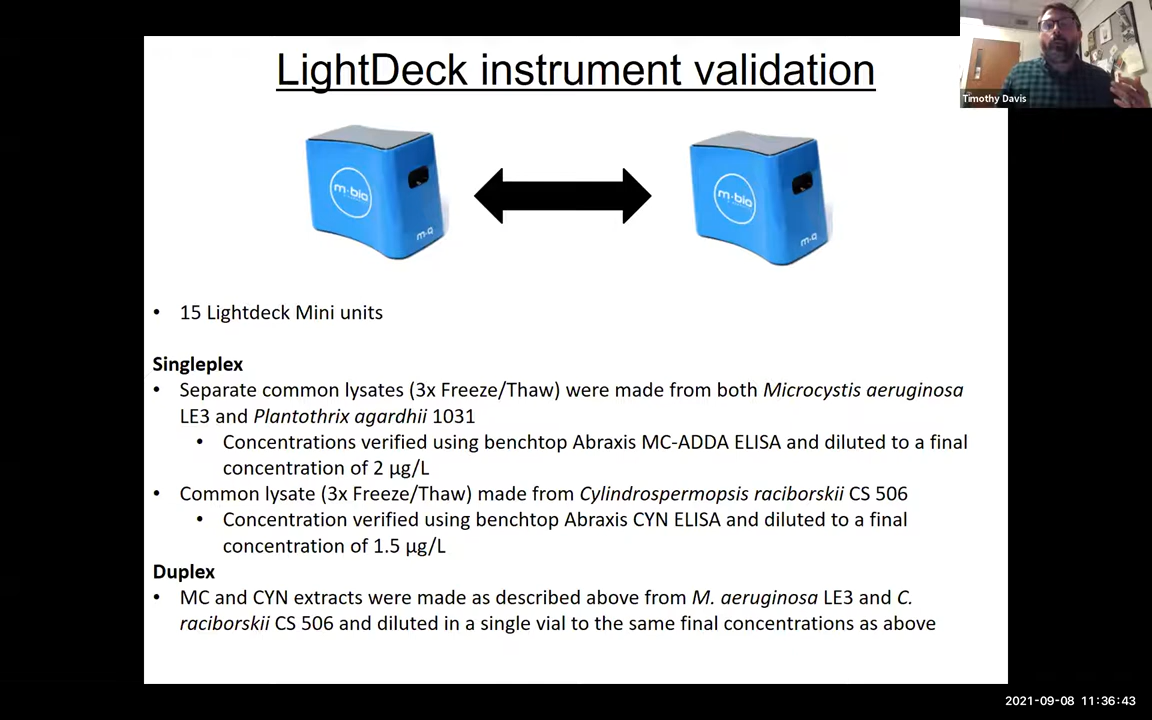 LightDeck instrument validation
Timothy Davis
m·bio
m·bio
m-Q
m-Q
• 15 Lightdeck Mini units
Singleplex
• Separate common lysates (3x Freeze/Thaw) were made from both Microcystis aeruginosa
LE3 and Plantothrix agardhii 1031
• Concentrations verified using benchtop Abraxis MC-ADDA ELISA and diluted to a final
concentration of 2 µg/L
• Common lysate (3x Freeze/Thaw) made from Cylindrospermopsis raciborskii CS 506
• Concentration verified using benchtop Abraxis CYN ELISA and diluted to a final
concentration of 1.5 µg/L
Duplex
• MC and CYN extracts were made as described above from M. aeruginosa LE3 and C.
raciborskii CS 506 and diluted in a single vial to the same final concentrations as above
2021-09-08 11:36:43